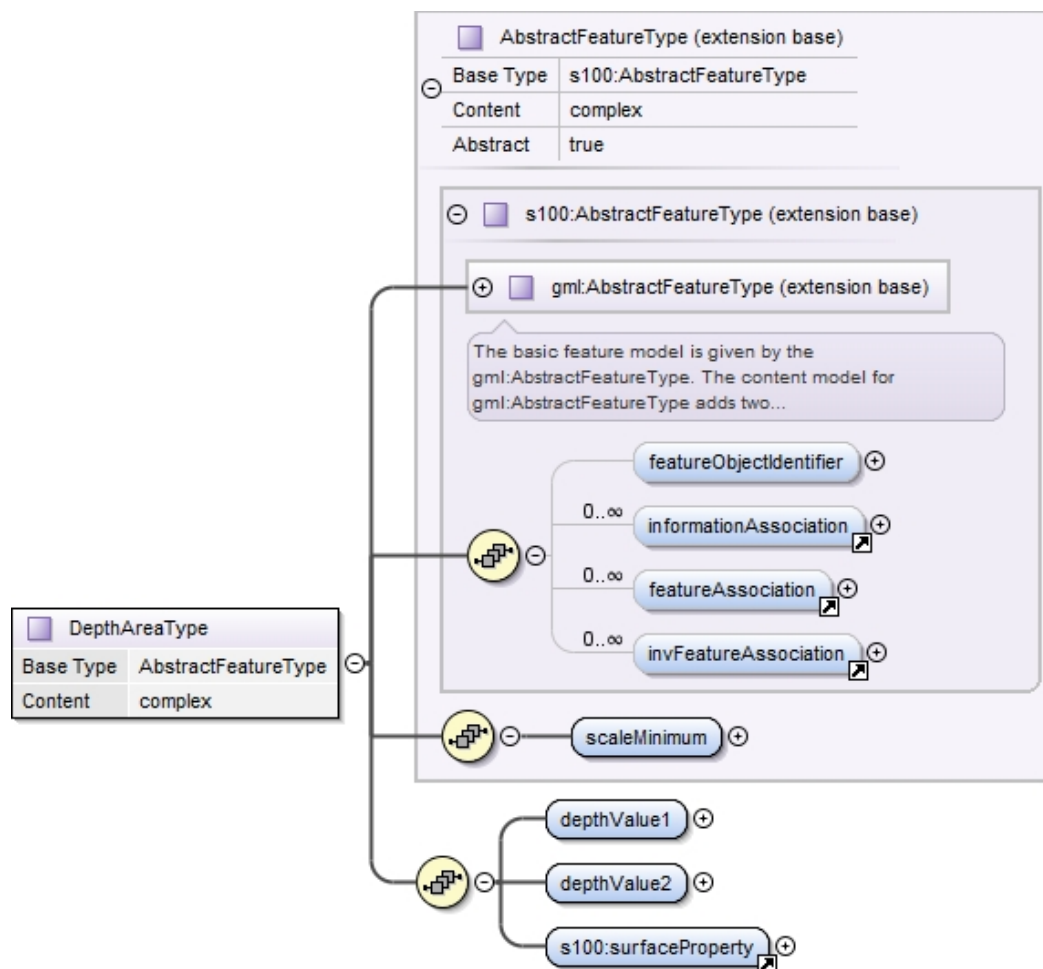 AbstractFeatureType (extension base)
Base Type s100:AbstractFeatureType
Content complex
Abstract true
s100:AbstractFeatureType (extension base)
gml:AbstractFeatureType (extension base)
The basic feature model is given by the
gml:AbstractFeatureType. The content model for
gml:AbstractFeatureType adds two...
featureObjectIdentifier
0..∞ informationAssociation
0..∞ featureAssociation
0..∞ invFeatureAssociation
DepthAreaType
Base Type AbstractFeatureType
Content complex
scaleMinimum
depthValue1
depthValue2
s100:surfaceProperty